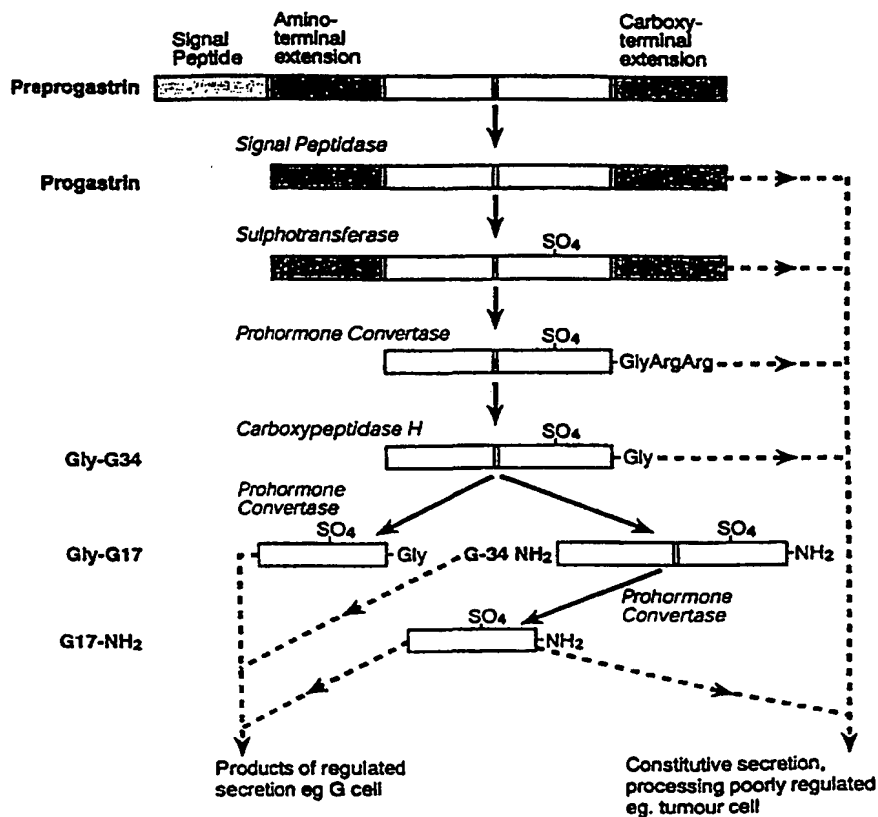 Signal
Peptide
Amino-
terminal
extension
Carboxy-
terminal
extension
Preprogastrin
Signal Peptidase
Progastrin
Sulphotransferase
SO4
Prohormone Convertase
SO4
GlyArgArg
Carboxypeptidase H
SO4
Gly-G34
Gly
Prohormone
Convertase
SO4
SO4
Gly-G17
Gly
G-34 NH2
NH2
Prohormone
Convertase
SO4
G17-NH2
NH2
Products of regulated
secretion eg G cell
Constitutive secretion,
processing poorly regulated
eg. tumour cell